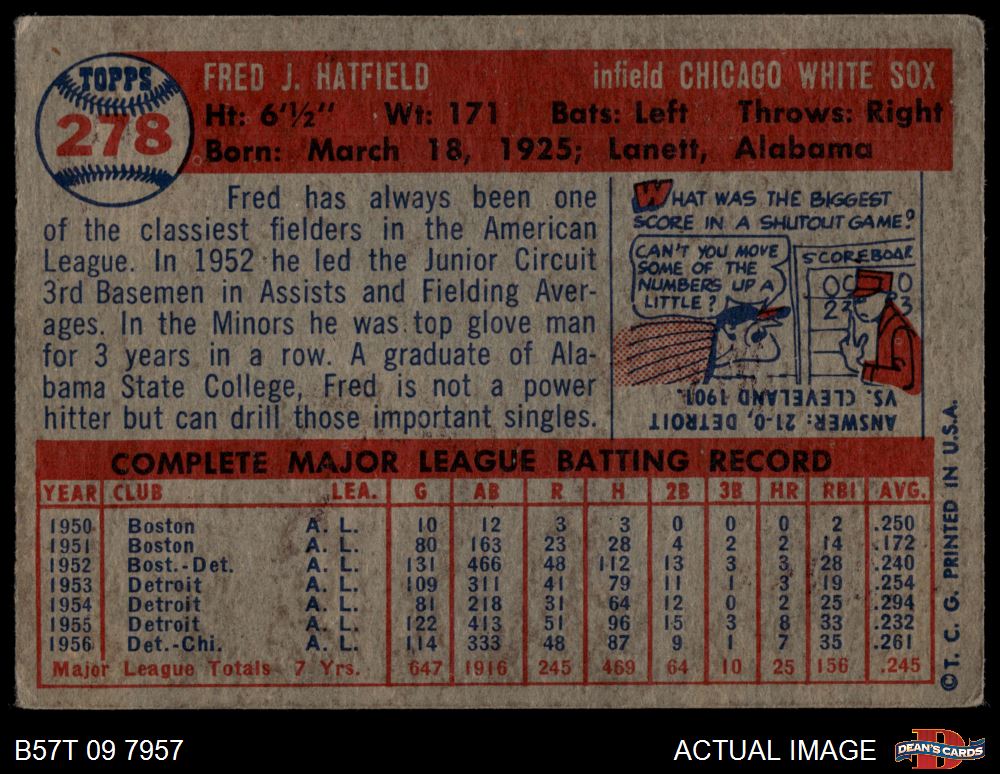 TOPPS
278
FRED J. HATFIELD infield CHICAGO WHITE SOX
Ht: 6'½" Wt: 171 Bats: Left Throws: Right
Born: March 18, 1925; Lanett, Alabama
Fred has always been one
of the classiest fielders in the American
League. In 1952 he led the Junior Circuit
3rd Basemen in Assists and Fielding Aver-
ages. In the Minors he was top glove man
for 3 years in a row. A graduate of Ala-
bama State College, Fred is not a power
hitter but can drill those important singles.
WHAT WAS THE BIGGEST
SCORE IN A SHUTOUT GAME?
CAN'T YOU MOVE
SOME OF THE
NUMBERS UP A
LITTLE?
SCOREBOAR
ANSWER: 21-0, DETROIT
VS. CLEVELAND 1901.
COMPLETE MAJOR LEAGUE BATTING RECORD
YEAR CLUB LEA. G AB R H 2B 3B HR RBI AVG.
1950 Boston A. L. 10 12 3 3 0 0 0 2 .250
1951 Boston A. L. 80 163 23 28 4 2 2 14 .172
1952 Bost.-Det. A. L. 131 466 48 112 13 3 3 28 .240
1953 Detroit A. L. 109 311 41 79 11 1 3 19 .254
1954 Detroit A. L. 81 218 31 64 12 0 2 25 .294
1955 Detroit A. L. 122 413 51 96 15 3 8 33 .232
1956 Det.-Chi. A. L. 114 333 48 87 9 1 7 35 .261
Major League Totals 7 Yrs. 647 1916 245 469 64 10 25 156 .245
©T. C. G. PRINTED IN U.S.A.
B57T 09 7957
ACTUAL IMAGE
DEAN'S CARDS